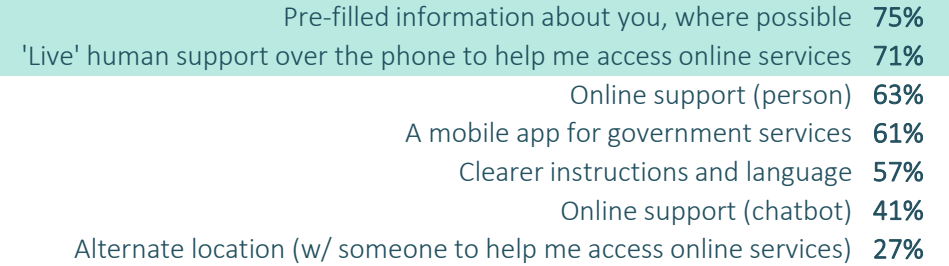 Pre-filled information about you, where possible 75%
'Live' human support over the phone to help me access online services 71%
Online support (person) 63%
A mobile app for government services 61%
Clearer instructions and language 57%
Online support (chatbot) 41%
Alternate location (w/ someone to help me access online services) 27%